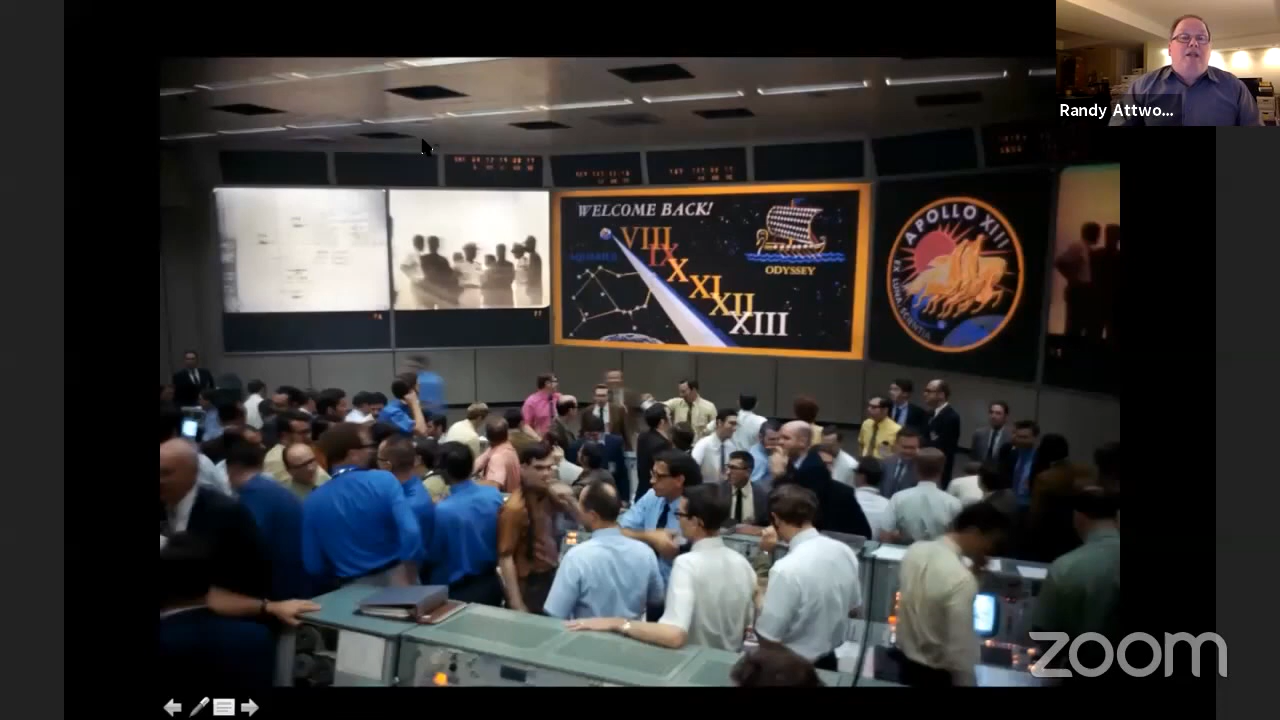 Randy Attwo...
WELCOME BACK!
VIII
IX
X
XI
XII
XIII
AQUARIUS
ODYSSEY
APOLLO XIII
EX LUNA, SCIENTIA
zoom